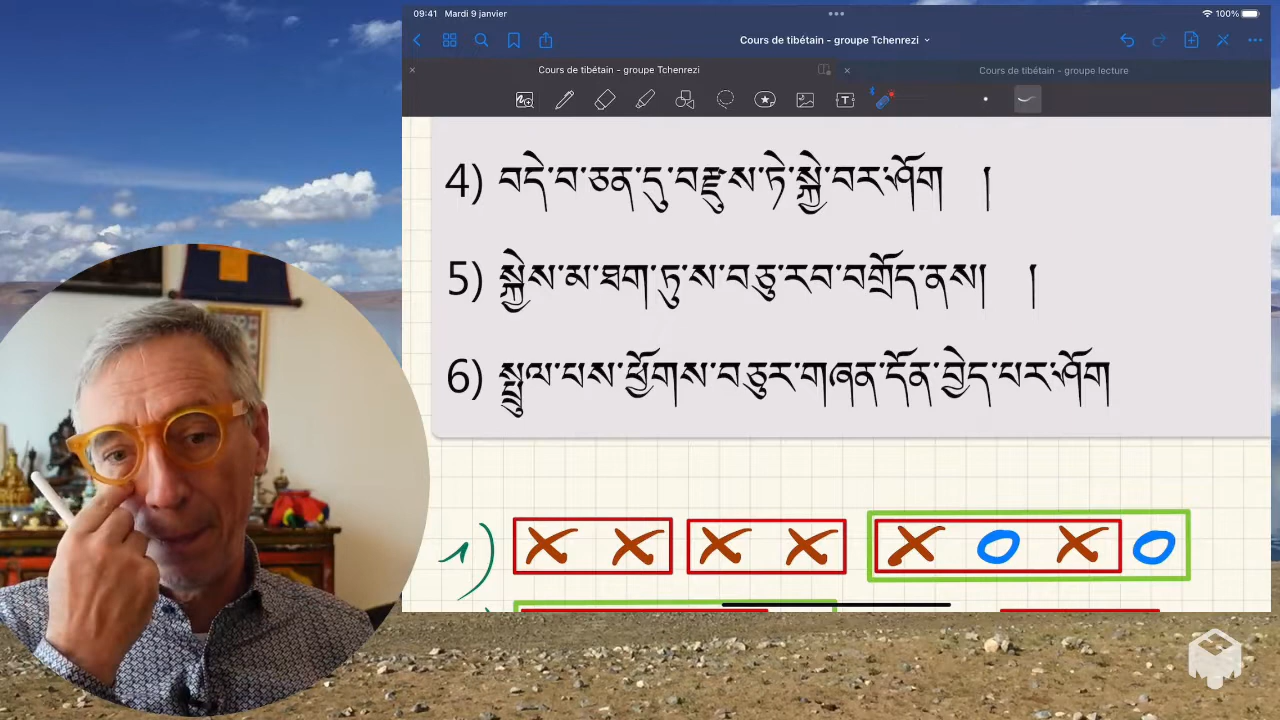 09:41 Mardi 9 janvier
100%
Cours de tibétain - groupe Tchenrezi
Cours de tibétain - groupe Tchenrezi
Cours de tibétain - groupe lecture
4) བདེ་བ་ཅན་དུ་བརྫུས་ཏེ་སྐྱེ་བར་ཤོག །
5) སྐྱེས་མ་ཐག་ཏུ་ས་བཅུ་རབ་བགྲོད་ནས། །
6) སྤྲུལ་པས་ཕྱོགས་བཅུར་གཞན་དོན་བྱེད་པར་ཤོག
1) X X X X X O X O